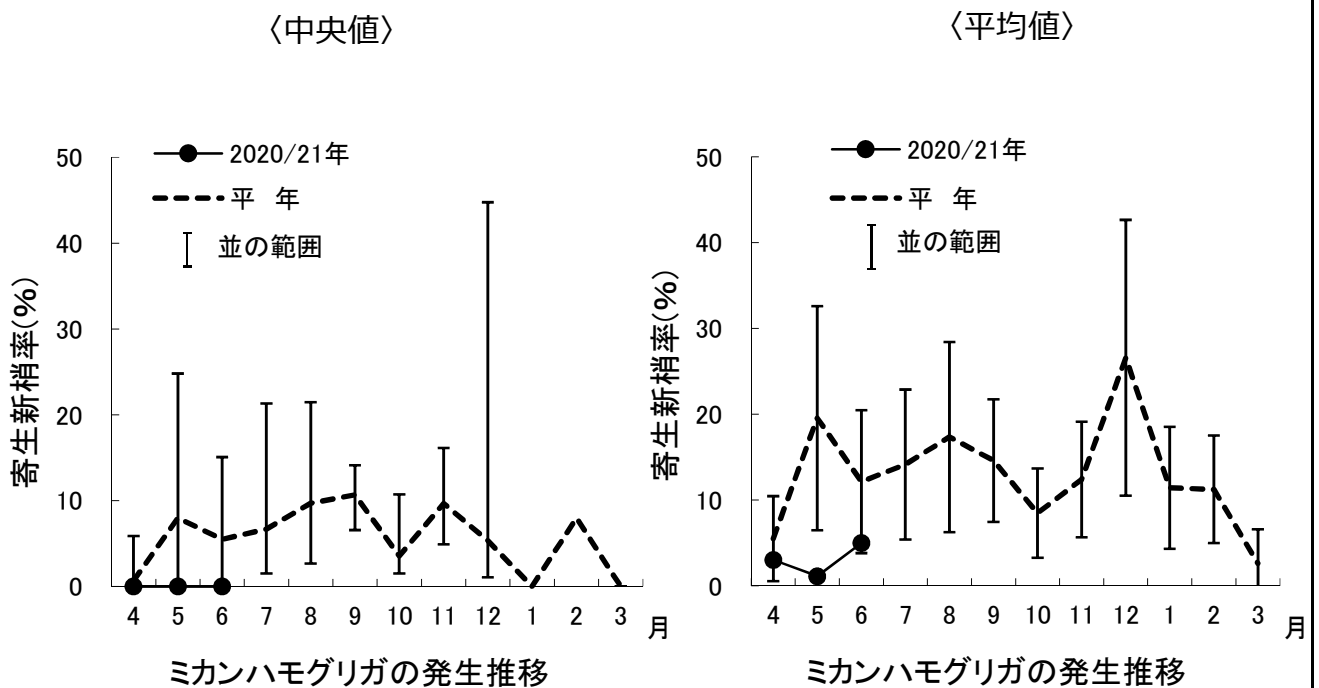 〈中央値〉
50
40
30
20
10
0
寄生新梢率(%)
2020/21年
平 年
並の範囲
4 5 6 7 8 9 10 11 12 1 2 3 月
ミカンハモグリガの発生推移
〈平均値〉
50
40
30
20
10
0
寄生新梢率(%)
2020/21年
平 年
並の範囲
4 5 6 7 8 9 10 11 12 1 2 3 月
ミカンハモグリガの発生推移